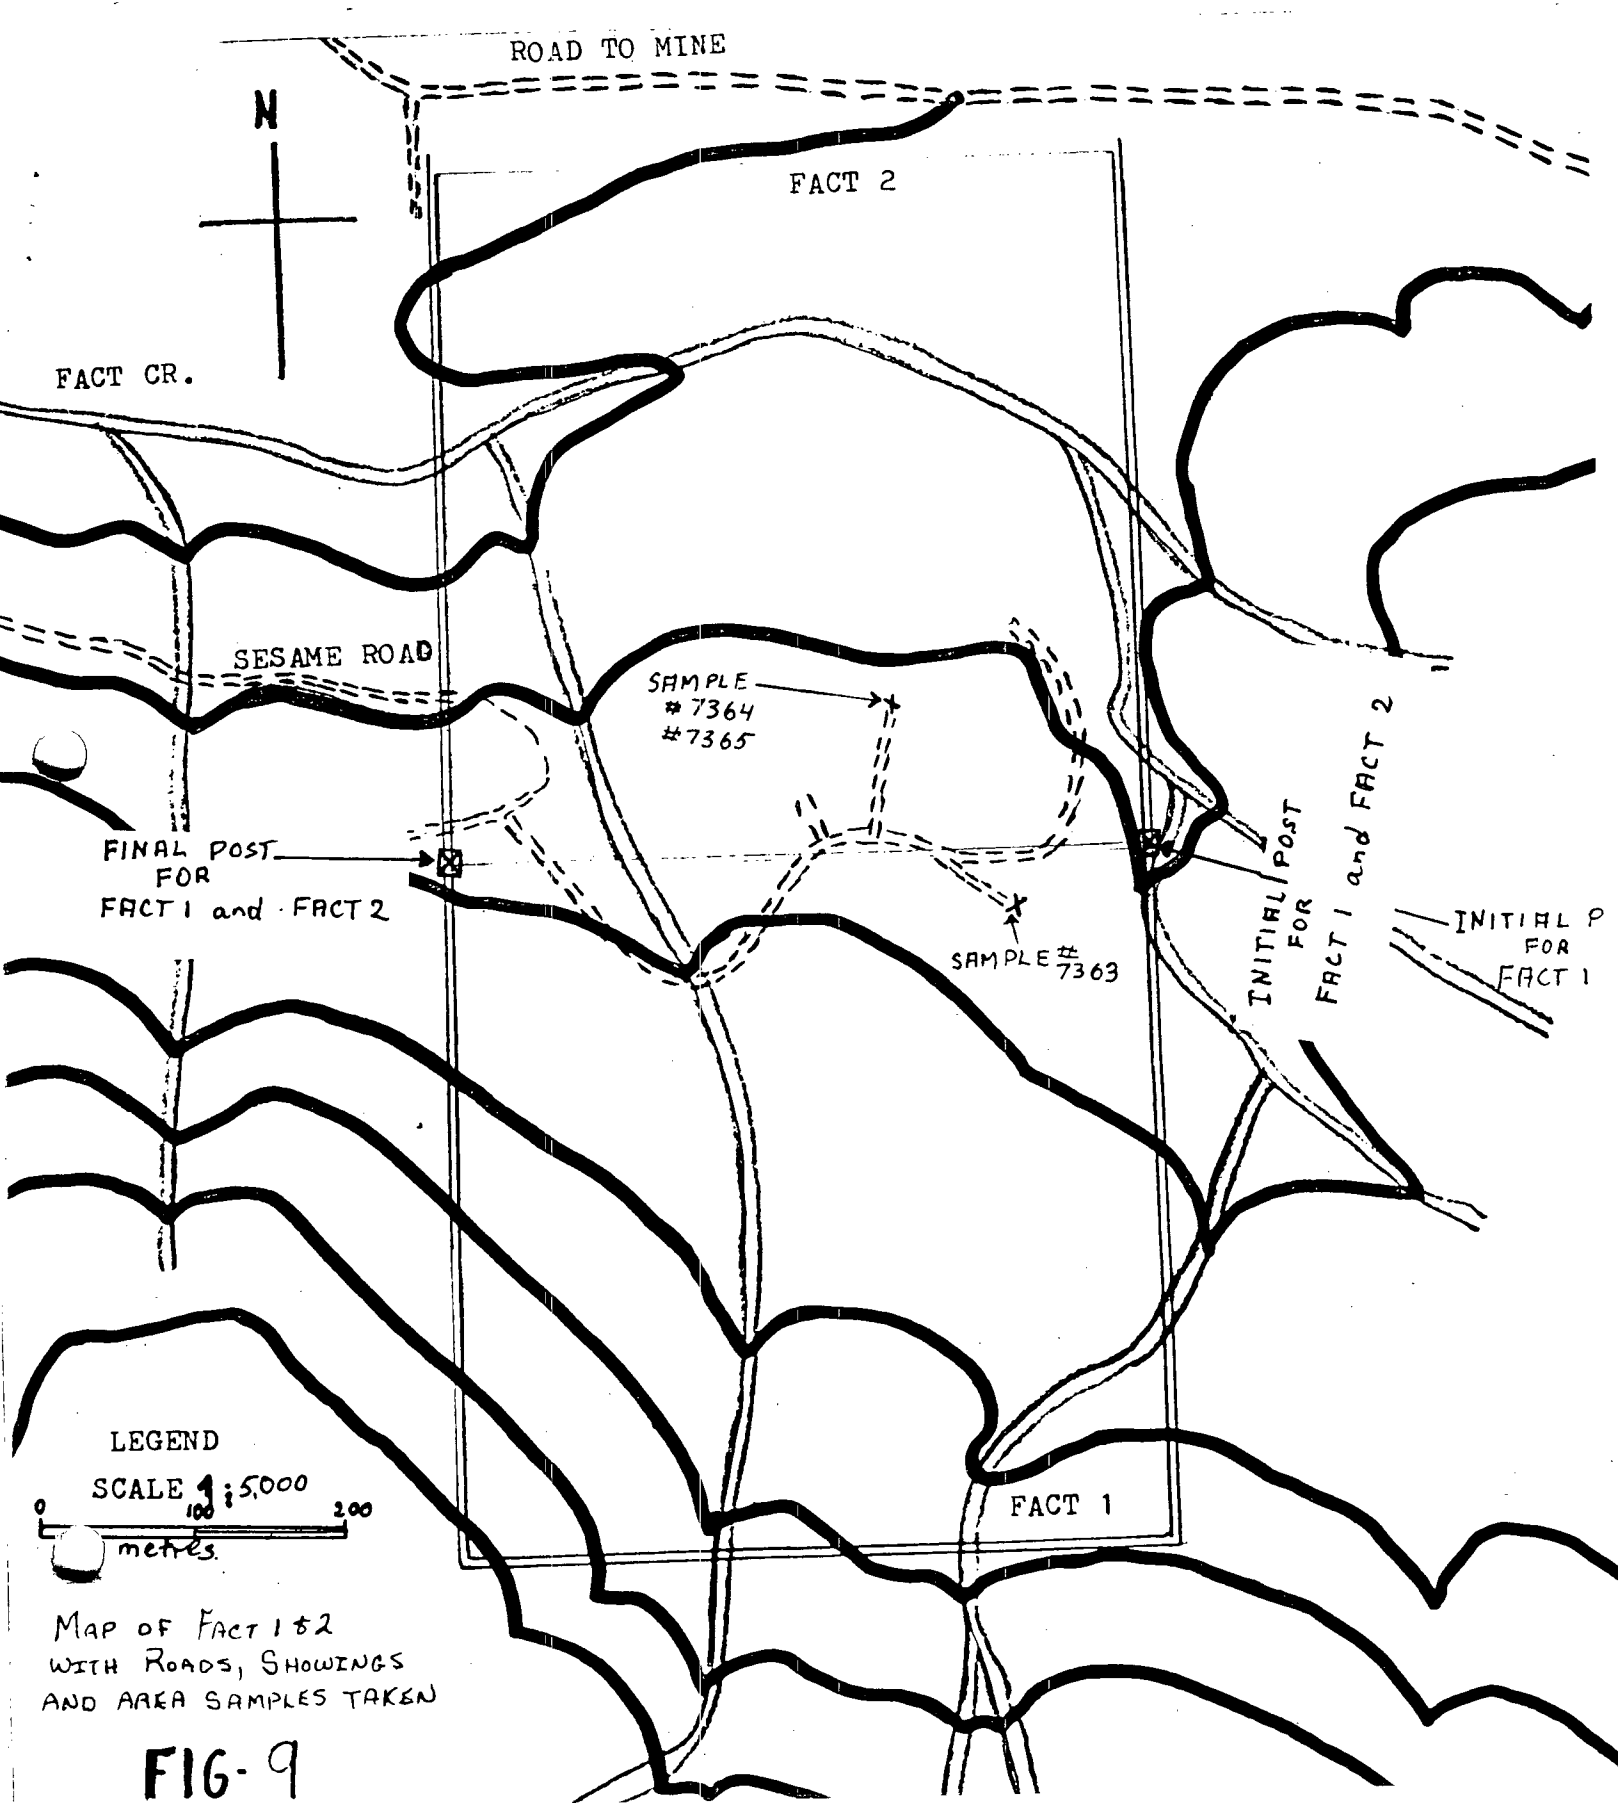 ROAD TO MINE
N
FACT 2
FACT CR.
SESAME ROAD
SAMPLE
# 7364
#7365
FINAL POST
FOR
FACT 1 and FACT 2
SAMPLE #
7363
INITIAL POST
FOR
FACT 1 and FACT 2
INITIAL P
FOR
FACT 1
LEGEND
SCALE 1:5,000
0 100 200
metres.
FACT 1
MAP OF FACT 1 & 2
WITH ROADS, SHOWINGS
AND AREA SAMPLES TAKEN
FIG-9